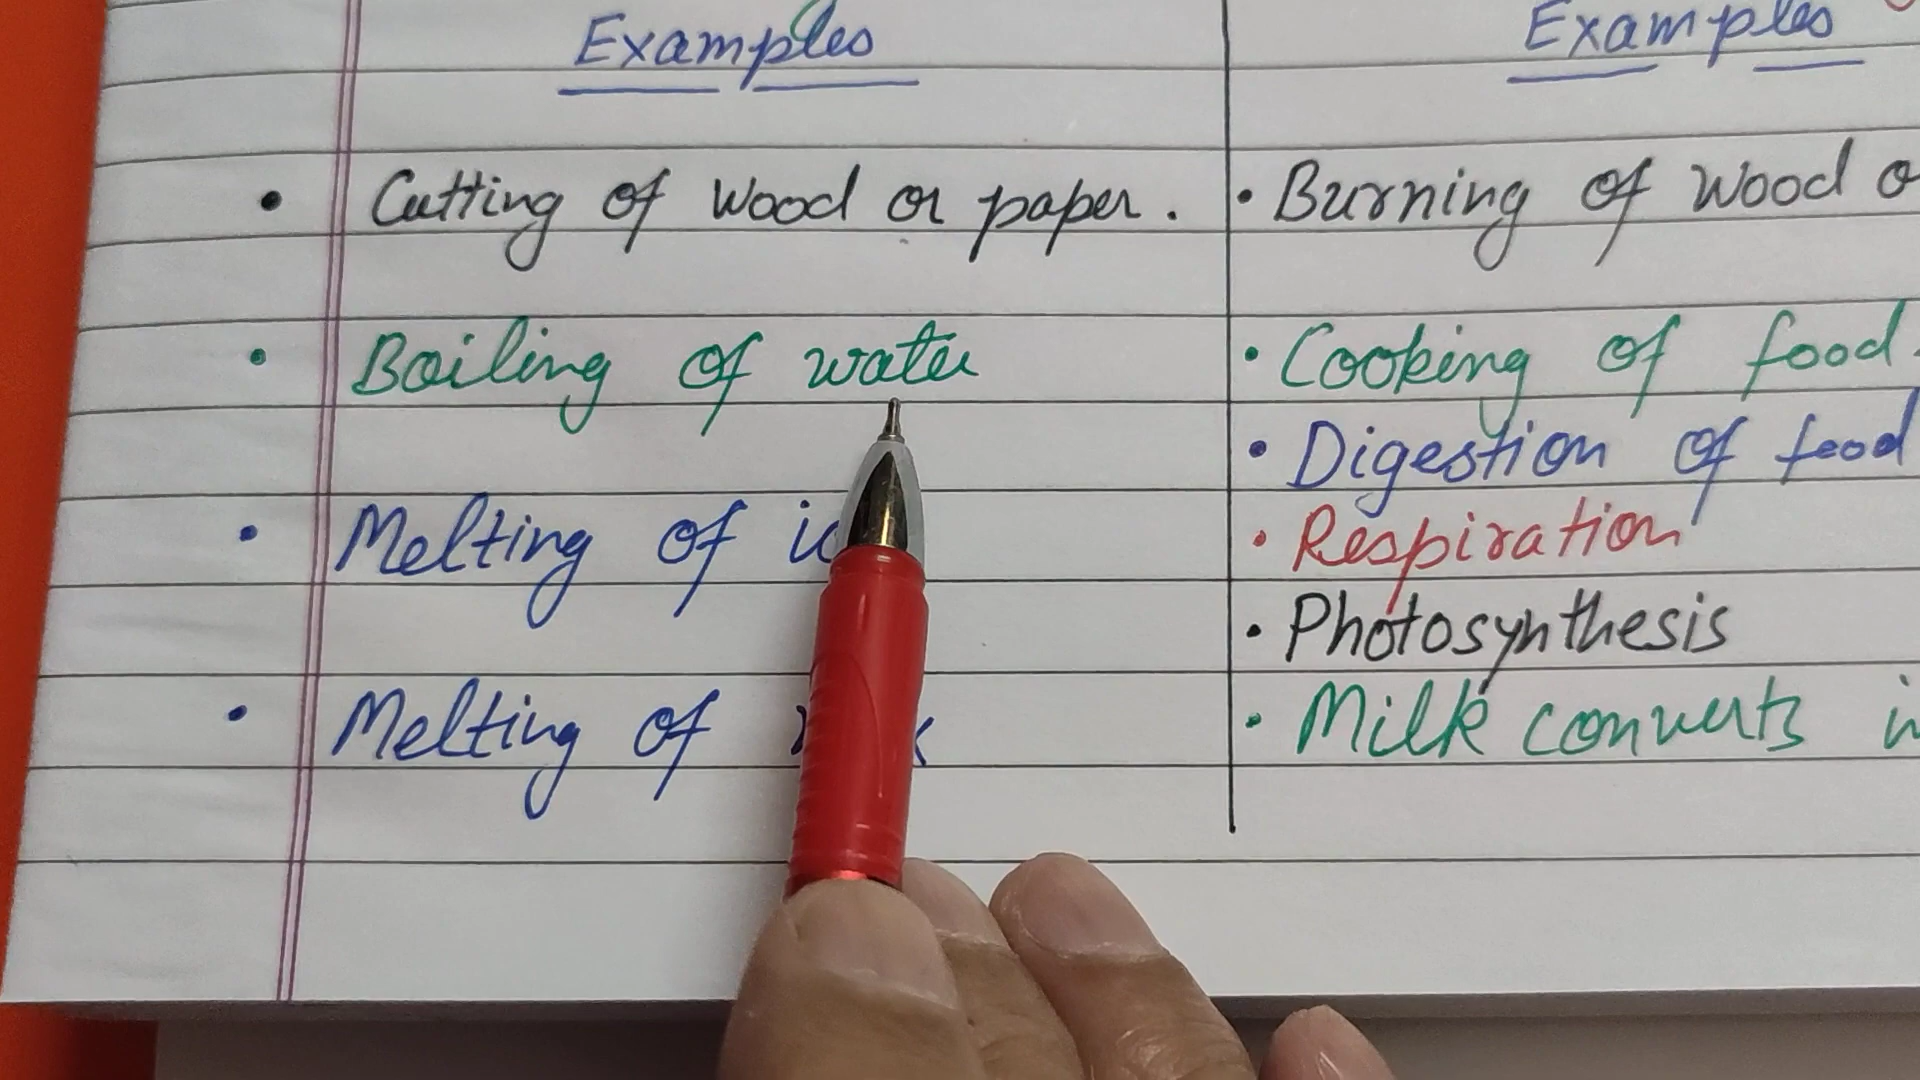 Examples
Cutting of wood or paper.
Boiling of water
Melting of
Melting of
Examples
Burning of wood
Cooking of food.
Digestion of food
Respiration
Photosynthesis
Milk converts